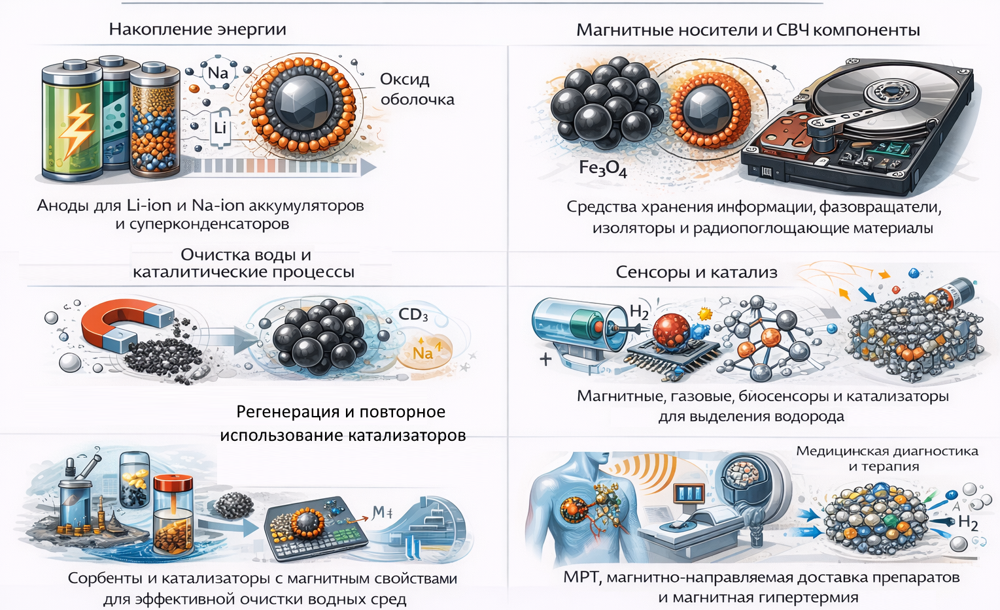 Накопление энергии
Na
Li
Оксид
оболочка
Аноды для Li-ion и Na-ion аккумуляторов
и суперконденсаторов
Магнитные носители и СВЧ компоненты
Fe₃O₄
Средства хранения информации, фазовращатели,
изоляторы и радиопоглощающие материалы
Очистка воды и
каталитические процессы
CD₃
Na
Регенерация и повторное
использование катализаторов
Сенсоры и катализ
H₂
+
Магнитные, газовые, биосенсоры и катализаторы
для выделения водорода
M
Сорбенты и катализаторы с магнитным свойствами
для эффективной очистки водных сред
Медицинская диагностика
и терапия
H₂
МРТ, магнитно-направляемая доставка препаратов
и магнитная гипертермия